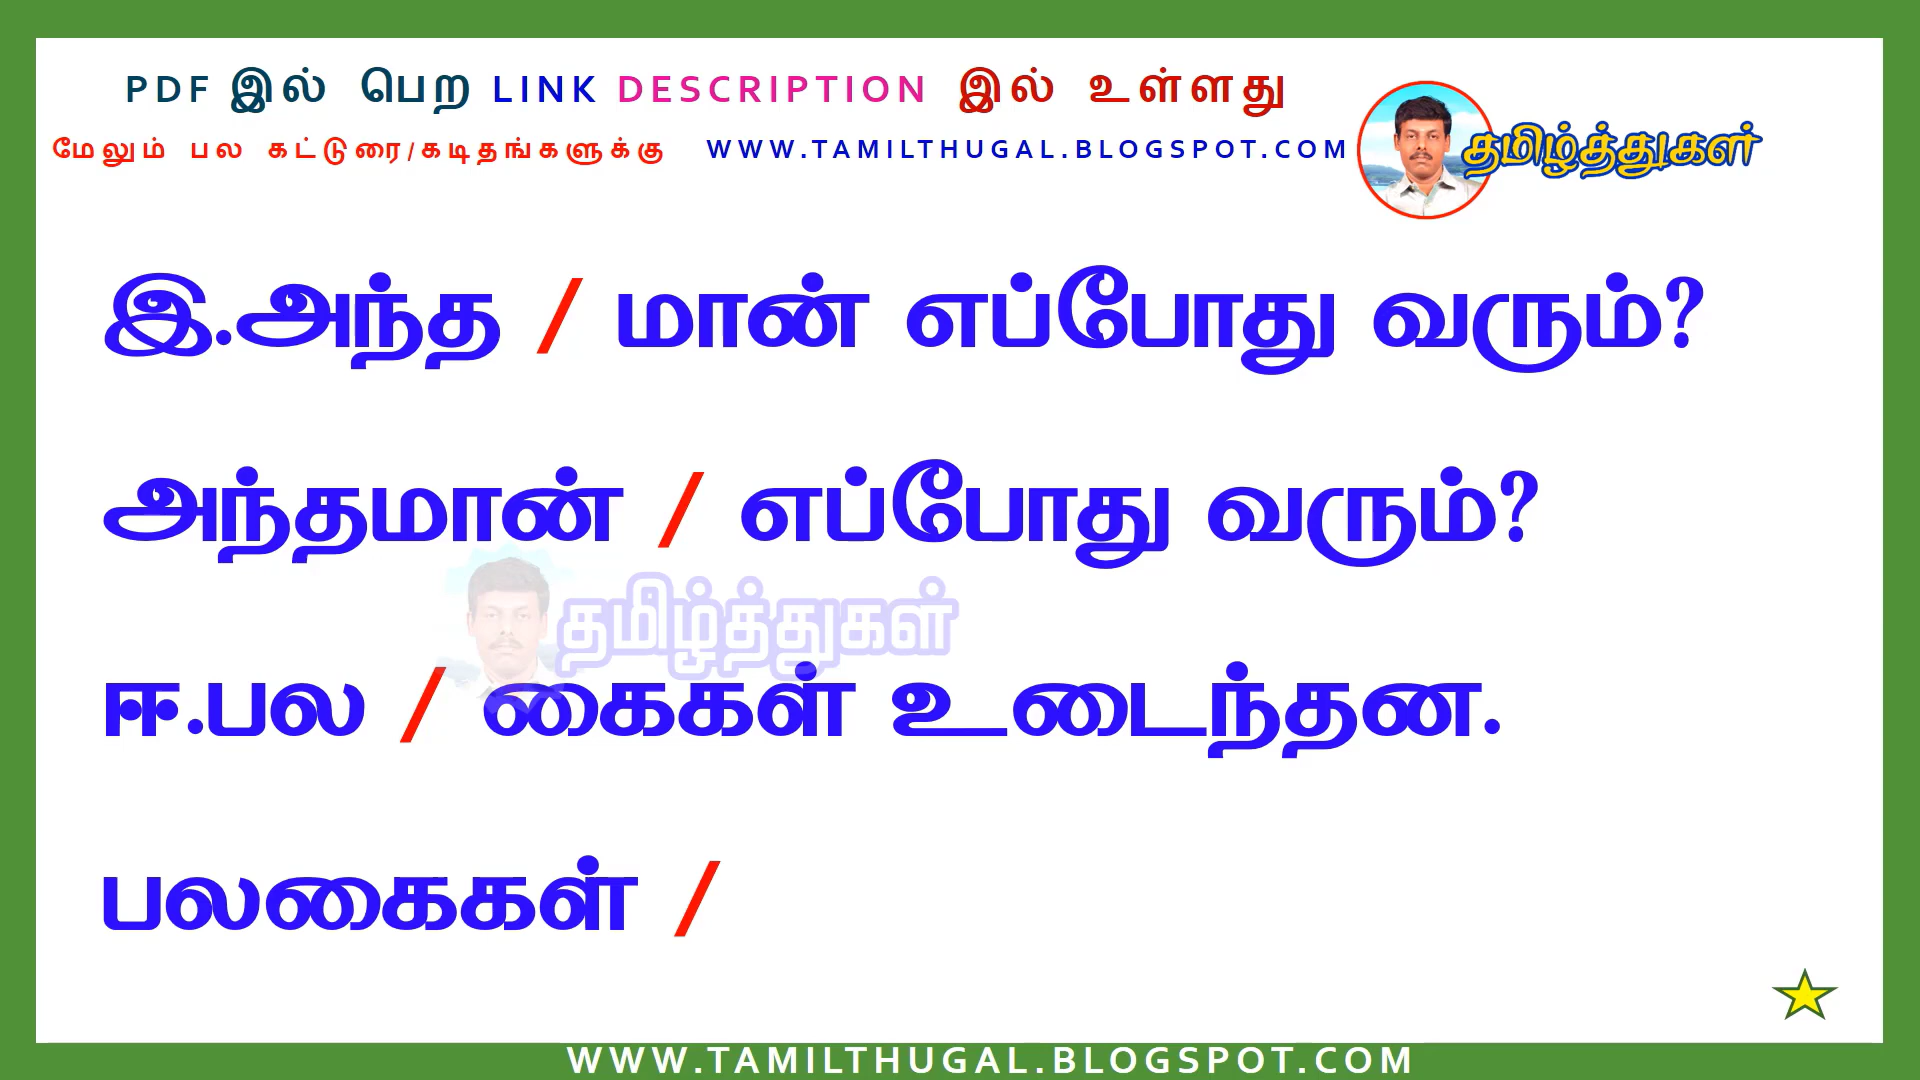 PDF இல் பெற LINK DESCRIPTION இல் உள்ளது
மேலும் பல கட்டுரை/கடிதங்களுக்கு WWW.TAMILTHUGAL.BLOGSPOT.COM
தமிழ்த்துகள்
இ.அந்த / மான் எப்போது வரும்?
அந்தமான் / எப்போது வரும்?
தமிழ்த்துகள்
ஈ.பல / கைகள் உடைந்தன.
பலகைகள் /
WWW.TAMILTHUGAL.BLOGSPOT.COM